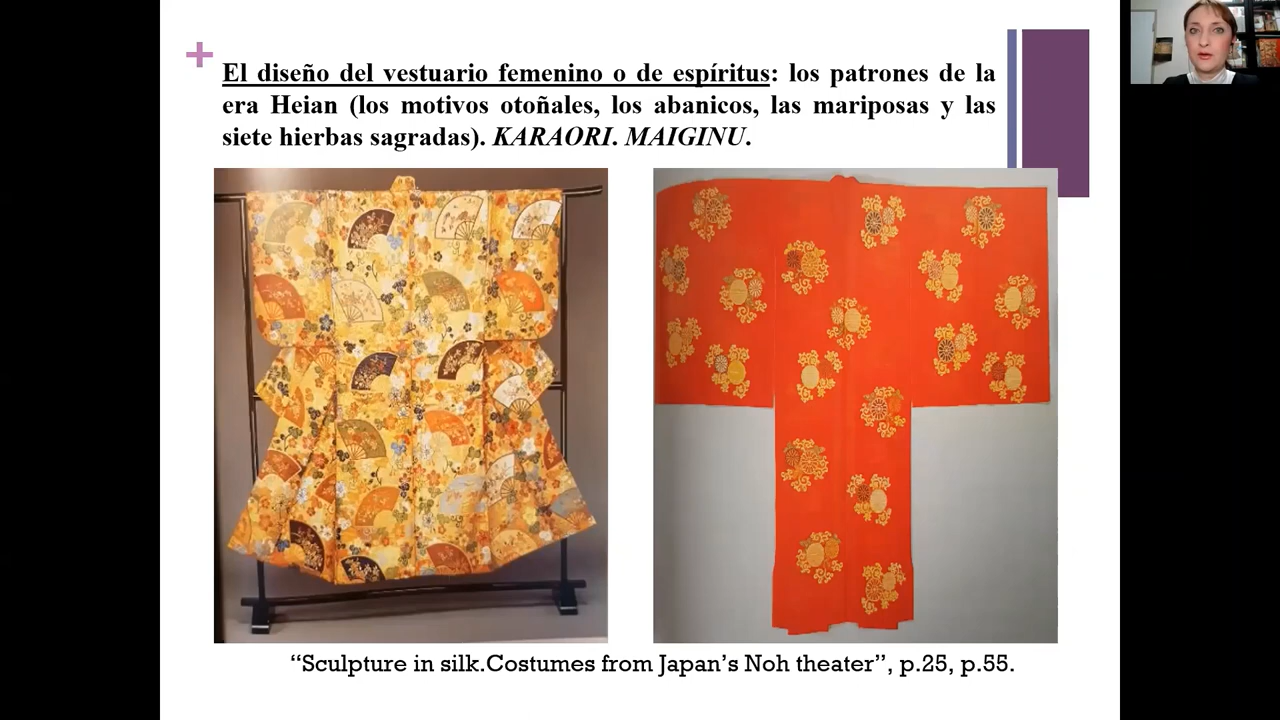 El diseño del vestuario femenino o de espíritus: los patrones de la
era Heian (los motivos otoñales, los abanicos, las mariposas y las
siete hierbas sagradas). KARAORI. MAIGINU.
“Sculpture in silk.Costumes from Japan’s Noh theater”, p.25, p.55.